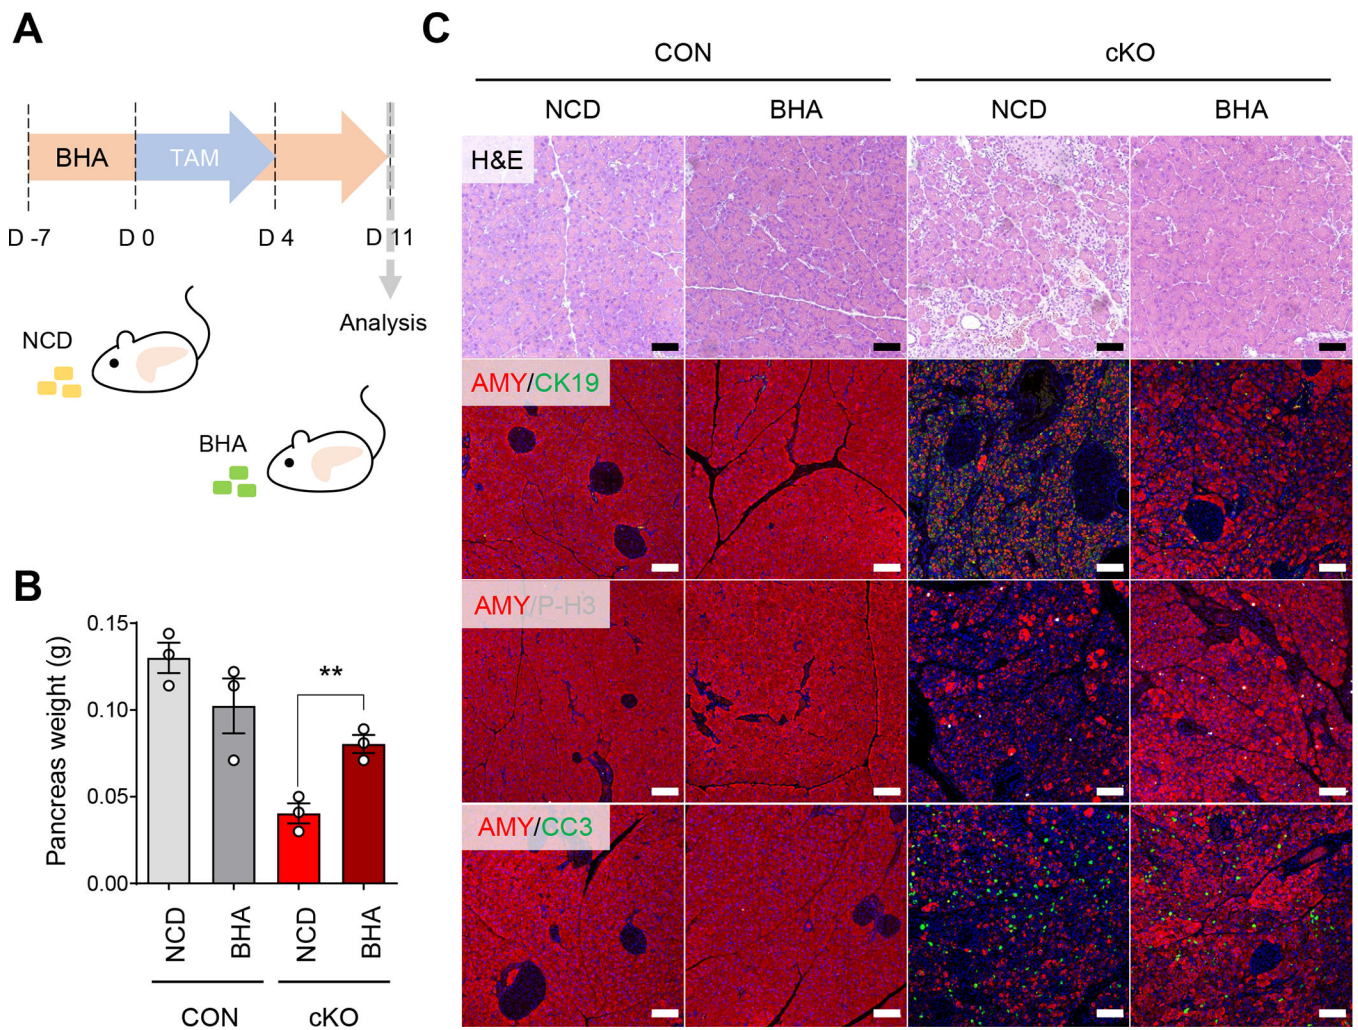 A
BHA
TAM
D -7
D 0
D 4
D 11
Analysis
NCD
BHA
B
Pancreas weight (g)
0.15
0.10
0.05
0.00
**
NCD
BHA
NCD
BHA
CON
cKO
C
CON
cKO
NCD
BHA
NCD
BHA
H&E
AMY/CK19
AMY/P-H3
AMY/CC3